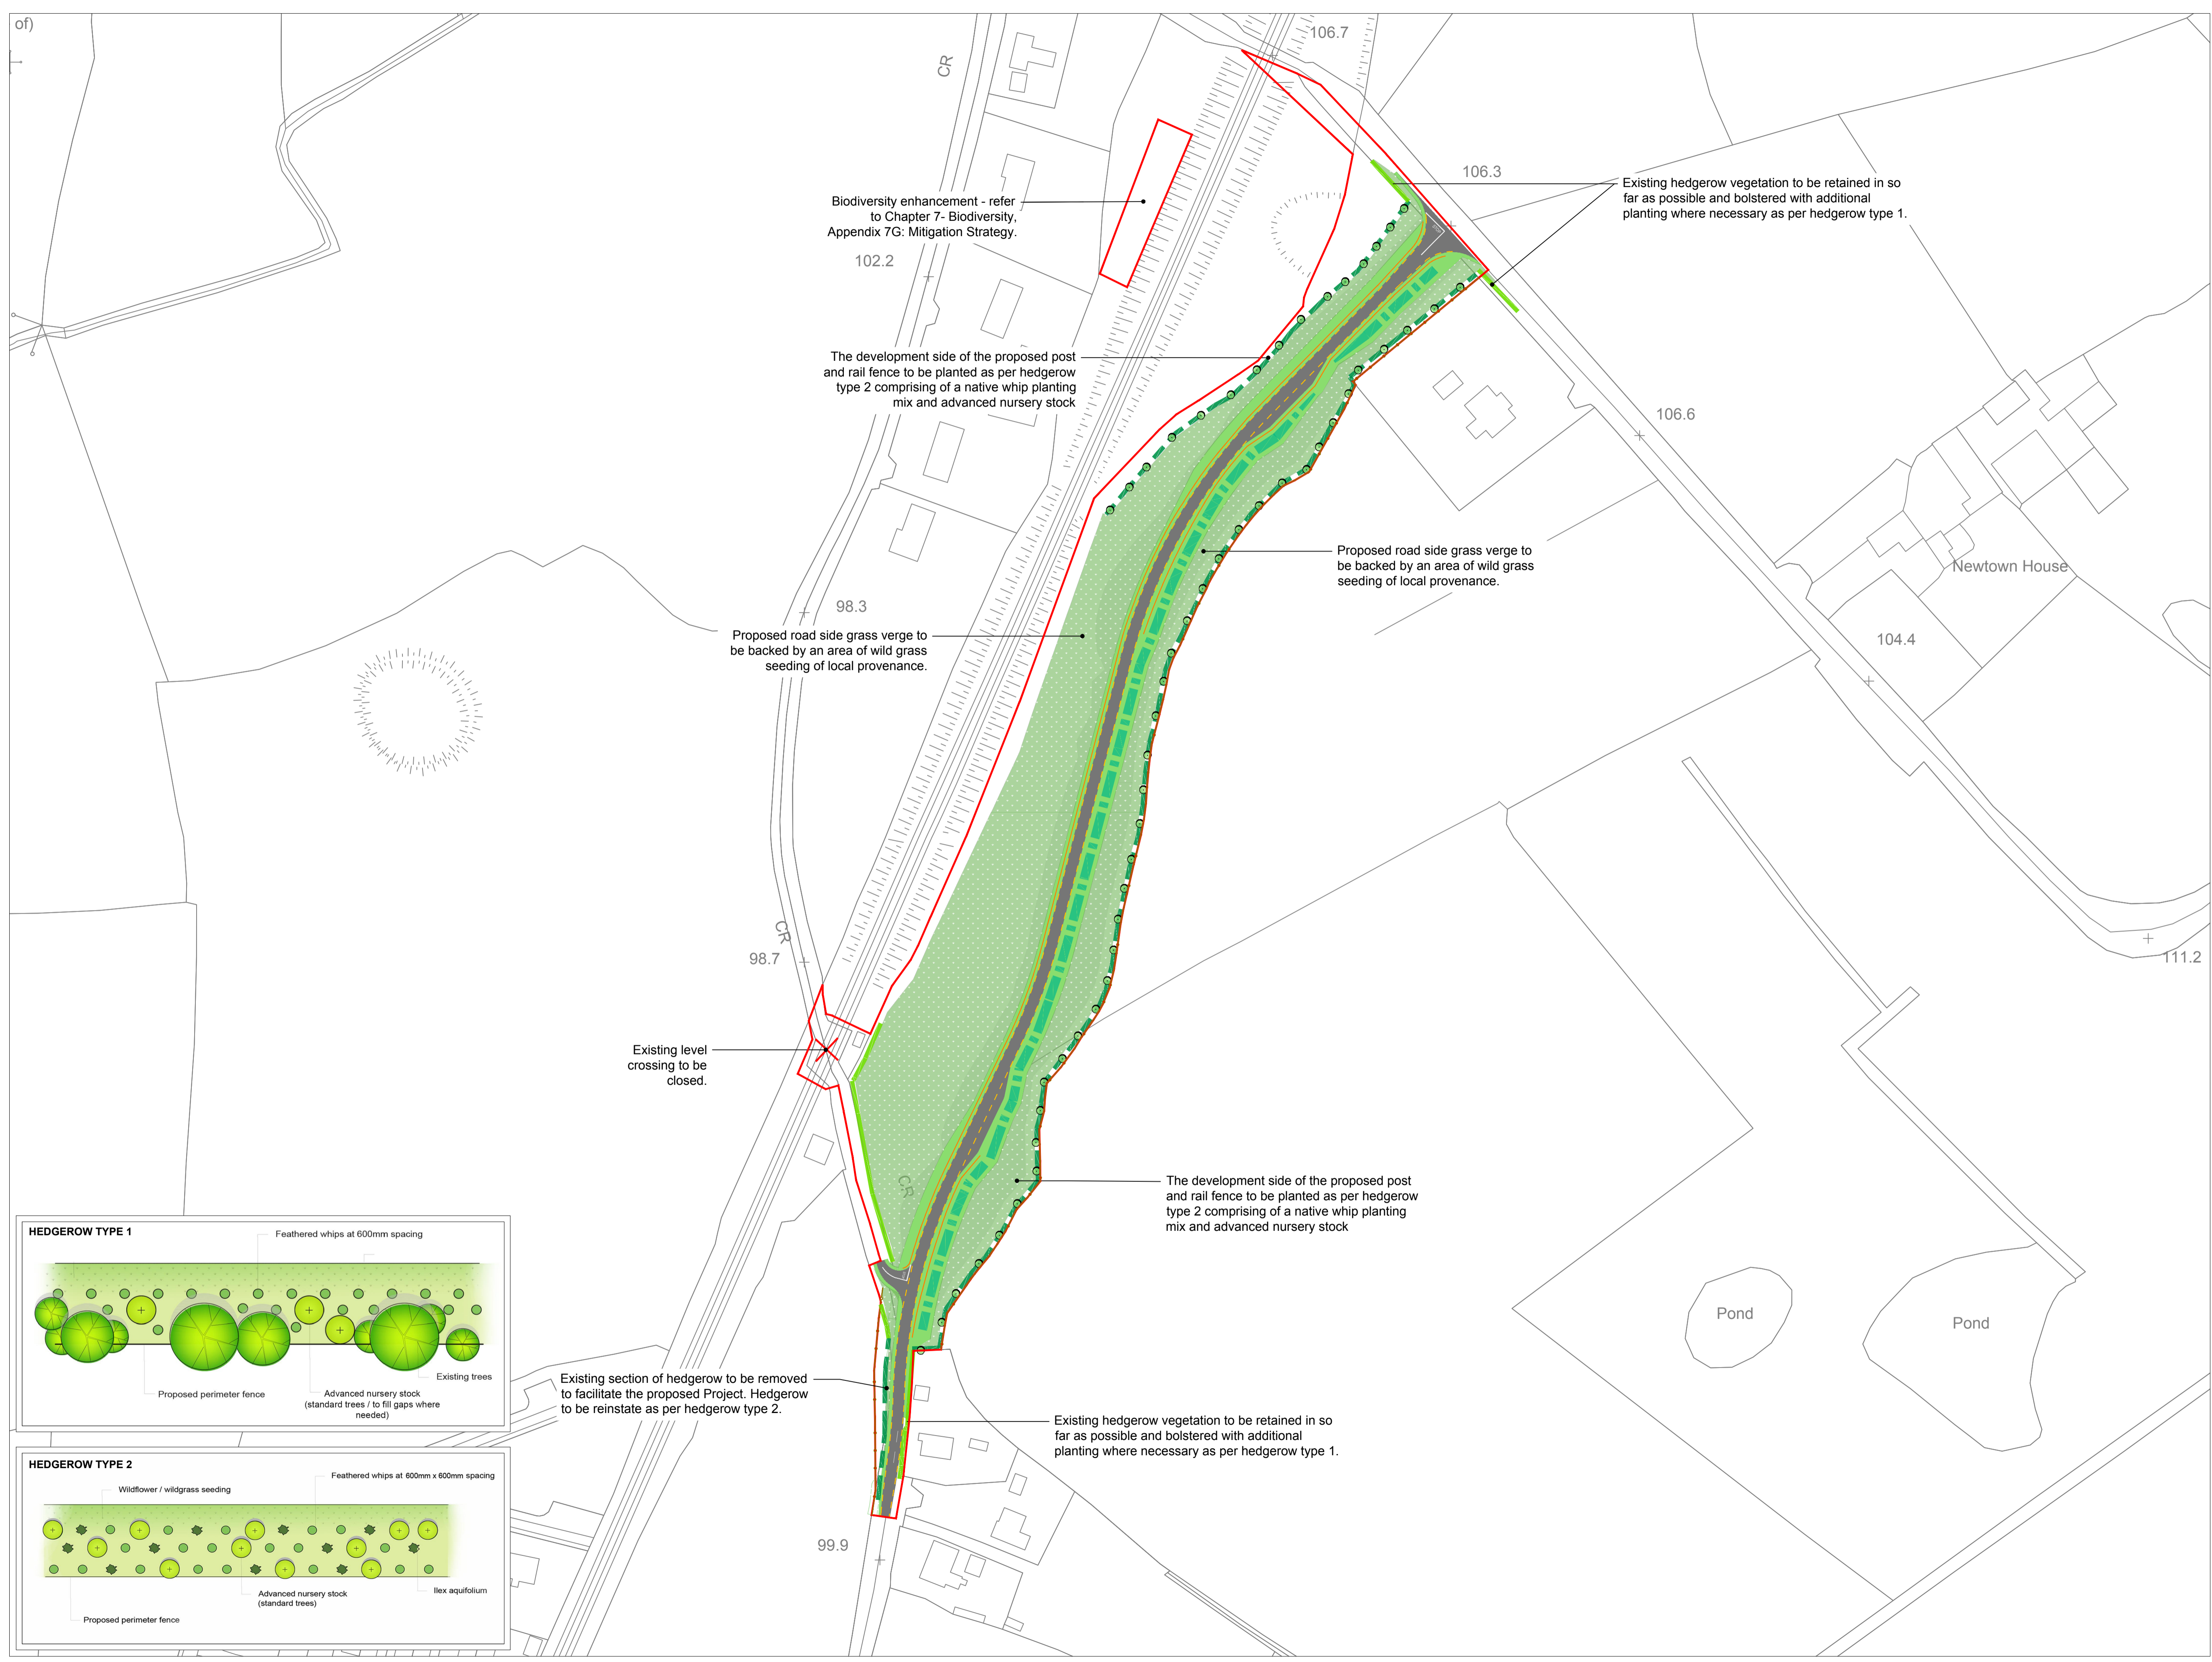 of)
106.7
CR
106.3
Existing hedgerow vegetation to be retained in so
far as possible and bolstered with additional
planting where necessary as per hedgerow type 1.
Biodiversity enhancement - refer
to Chapter 7- Biodiversity,
Appendix 7G: Mitigation Strategy.
102.2
The development side of the proposed post
and rail fence to be planted as per hedgerow
type 2 comprising of a native whip planting
mix and advanced nursery stock
106.6
Proposed road side grass verge to
be backed by an area of wild grass
seeding of local provenance.
Newtown House
98.3
Proposed road side grass verge to
be backed by an area of wild grass
seeding of local provenance.
104.4
CR
98.7
111.2
Existing level
crossing to be
closed.
CR
The development side of the proposed post
and rail fence to be planted as per hedgerow
type 2 comprising of a native whip planting
mix and advanced nursery stock
Pond
Pond
Existing section of hedgerow to be removed
to facilitate the proposed Project. Hedgerow
to be reinstate as per hedgerow type 2.
Existing hedgerow vegetation to be retained in so
far as possible and bolstered with additional
planting where necessary as per hedgerow type 1.
99.9
HEDGEROW TYPE 1
Feathered whips at 600mm spacing
Existing trees
Proposed perimeter fence
Advanced nursery stock
(standard trees / to fill gaps where
needed)
HEDGEROW TYPE 2
Feathered whips at 600mm x 600mm spacing
Wildflower / wildgrass seeding
Ilex aquifolium
Advanced nursery stock
(standard trees)
Proposed perimeter fence